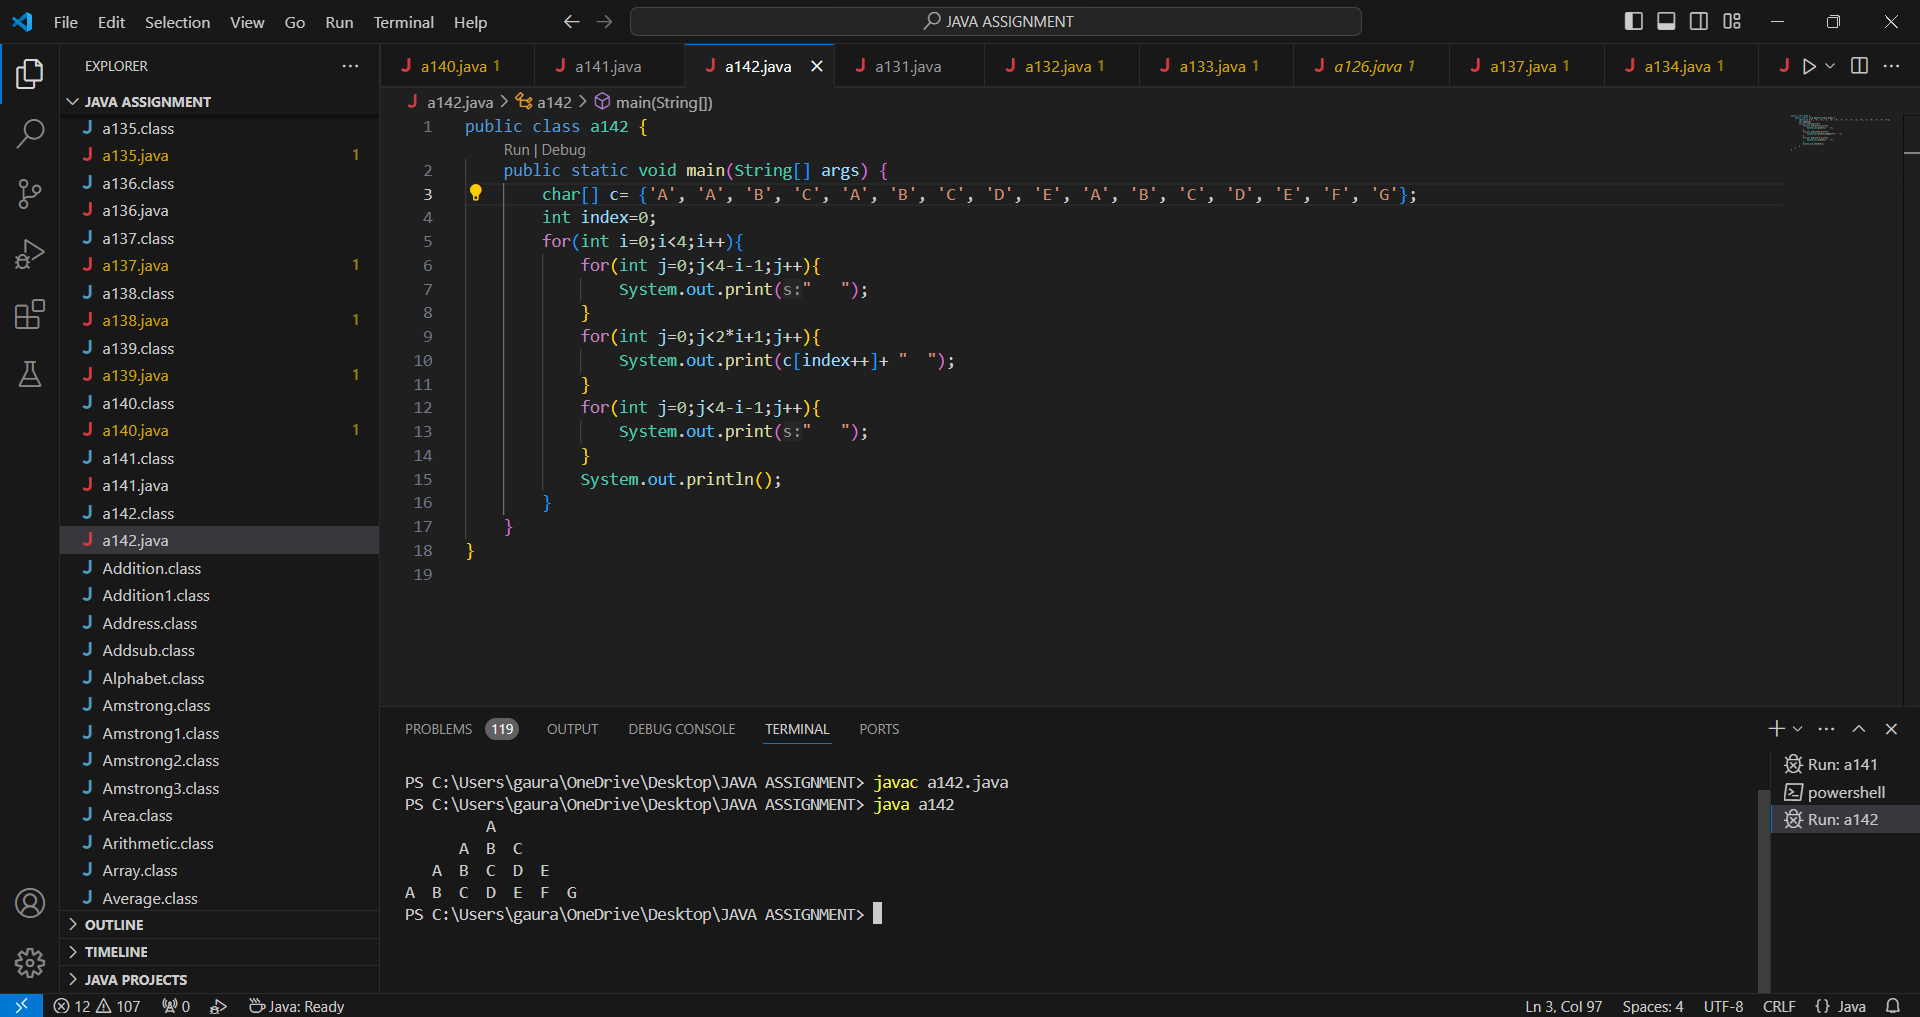 File Edit Selection View Go Run Terminal Help
JAVA ASSIGNMENT
EXPLORER
JAVA ASSIGNMENT
a135.class
a135.java 1
a136.class
a136.java
a137.class
a137.java 1
a138.class
a138.java 1
a139.class
a139.java 1
a140.class
a140.java 1
a141.class
a141.java
a142.class
a142.java
Addition.class
Addition1.class
Address.class
Addsub.class
Alphabet.class
Amstrong.class
Amstrong1.class
Amstrong2.class
Amstrong3.class
Area.class
Arithmetic.class
Array.class
Average.class
OUTLINE
TIMELINE
JAVA PROJECTS
a140.java 1 a141.java a142.java a131.java a132.java 1 a133.java 1 a126.java 1 a137.java 1 a134.java 1
a142.java > a142 > main(String[])
1 public class a142 {
Run | Debug
2 public static void main(String[] args) {
3 char[] c= {'A', 'A', 'B', 'C', 'A', 'B', 'C', 'D', 'E', 'A', 'B', 'C', 'D', 'E', 'F', 'G'};
4 int index=0;
5 for(int i=0;i<4;i++){
6 for(int j=0;j<4-i-1;j++){
7 System.out.print(s:"   ");
8 }
9 for(int j=0;j<2*i+1;j++){
10 System.out.print(c[index++]+ "  ");
11 }
12 for(int j=0;j<4-i-1;j++){
13 System.out.print(s:"   ");
14 }
15 System.out.println();
16 }
17 }
18 }
19
PROBLEMS 119 OUTPUT DEBUG CONSOLE TERMINAL PORTS
PS C:\Users\gaura\OneDrive\Desktop\JAVA ASSIGNMENT> javac a142.java
PS C:\Users\gaura\OneDrive\Desktop\JAVA ASSIGNMENT> java a142
A
A B C
A B C D E
A B C D E F G
PS C:\Users\gaura\OneDrive\Desktop\JAVA ASSIGNMENT>
Run: a141
powershell
Run: a142
12 107 0 Java: Ready Ln 3, Col 97 Spaces: 4 UTF-8 CRLF {} Java